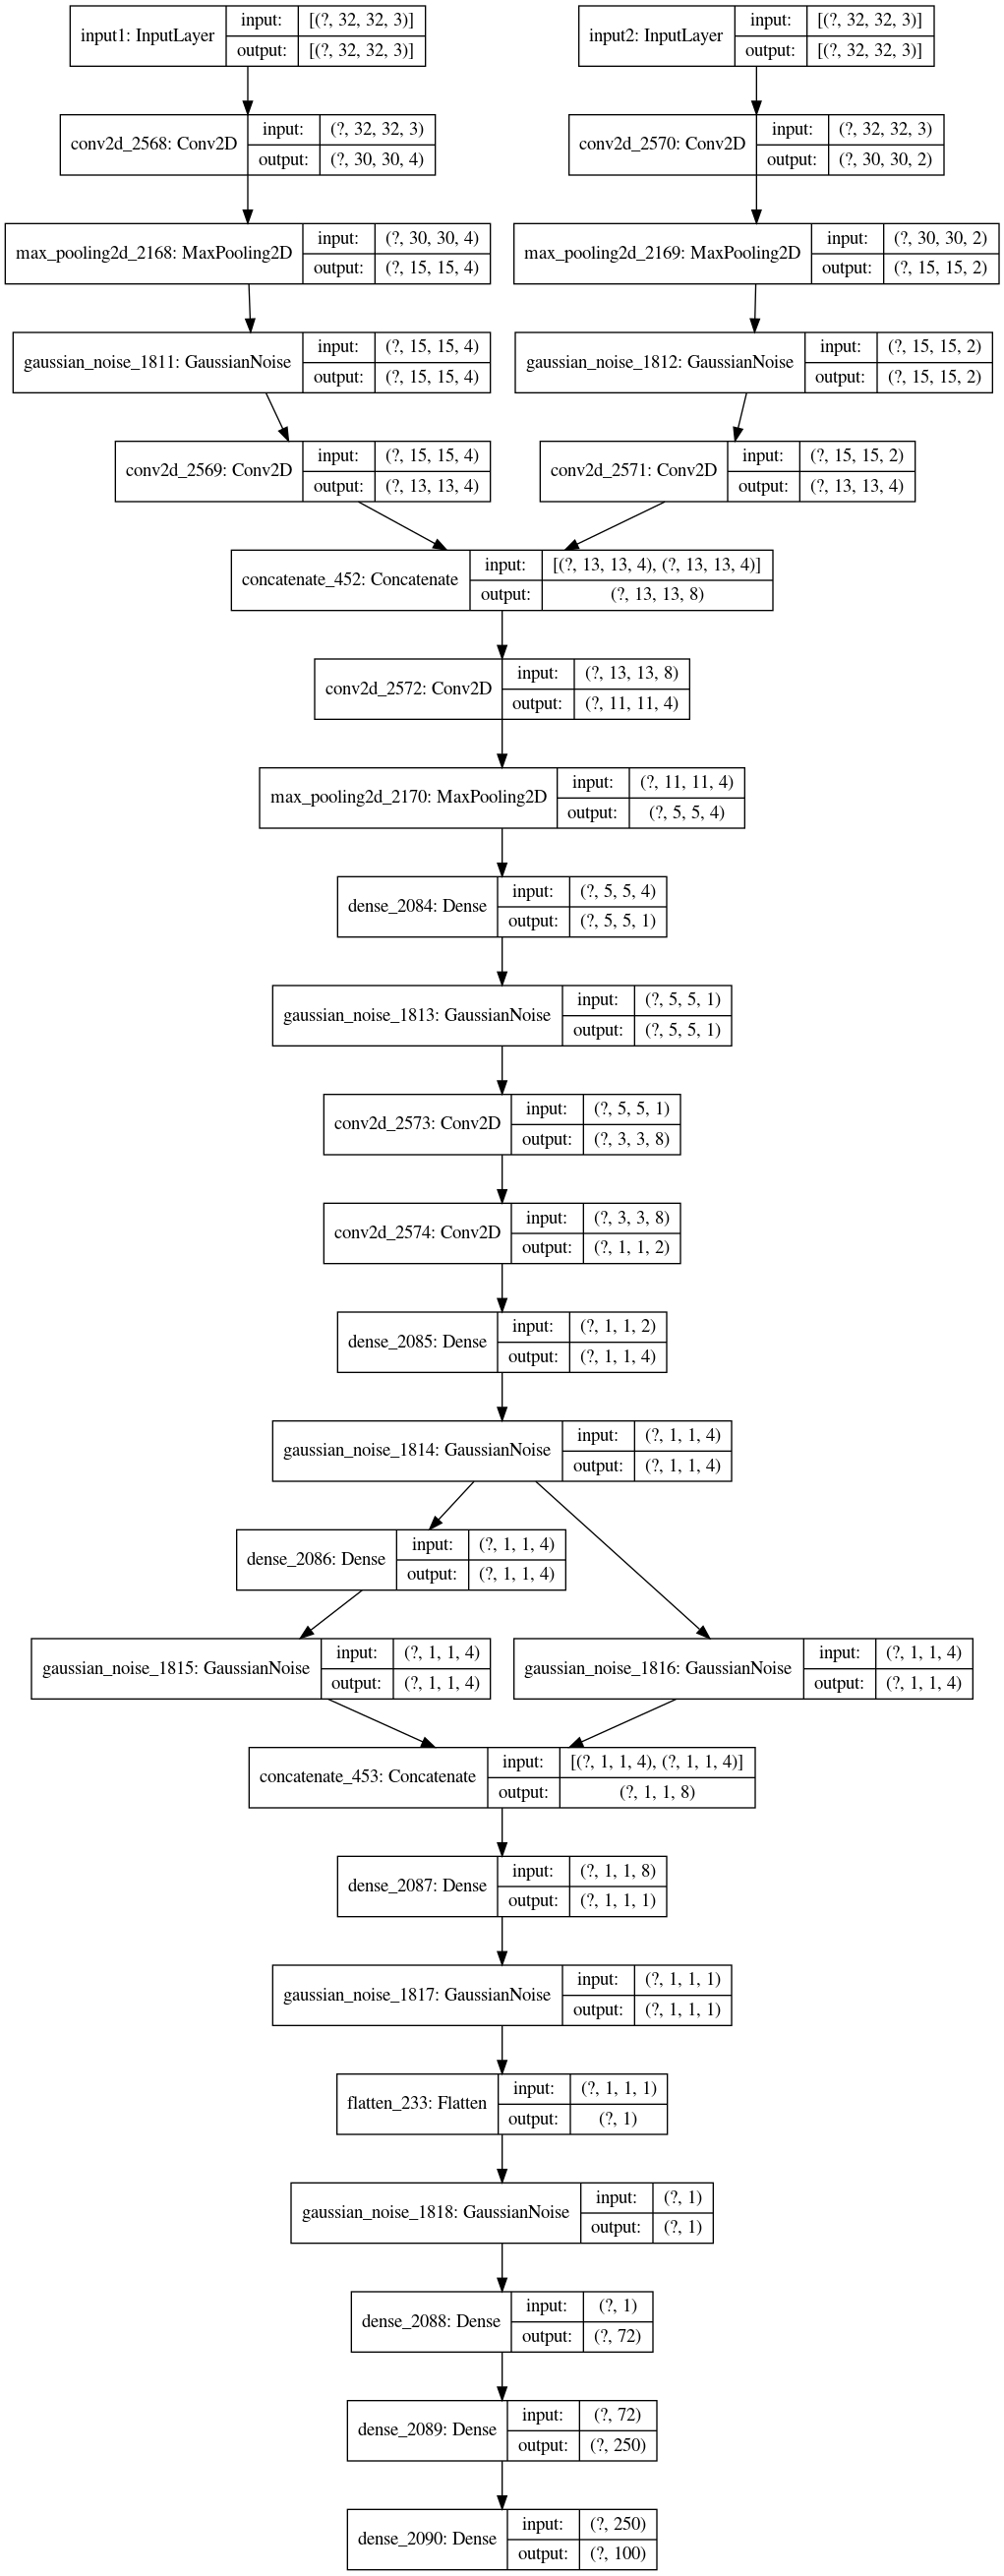 input1: InputLayer
input: [(?, 32, 32, 3)]
output: [(?, 32, 32, 3)]
input2: InputLayer
input: [(?, 32, 32, 3)]
output: [(?, 32, 32, 3)]
conv2d_2568: Conv2D
input: (?, 32, 32, 3)
output: (?, 30, 30, 4)
conv2d_2570: Conv2D
input: (?, 32, 32, 3)
output: (?, 30, 30, 2)
max_pooling2d_2168: MaxPooling2D
input: (?, 30, 30, 4)
output: (?, 15, 15, 4)
max_pooling2d_2169: MaxPooling2D
input: (?, 30, 30, 2)
output: (?, 15, 15, 2)
gaussian_noise_1811: GaussianNoise
input: (?, 15, 15, 4)
output: (?, 15, 15, 4)
gaussian_noise_1812: GaussianNoise
input: (?, 15, 15, 2)
output: (?, 15, 15, 2)
conv2d_2569: Conv2D
input: (?, 15, 15, 4)
output: (?, 13, 13, 4)
conv2d_2571: Conv2D
input: (?, 15, 15, 2)
output: (?, 13, 13, 4)
concatenate_452: Concatenate
input: [(?, 13, 13, 4), (?, 13, 13, 4)]
output: (?, 13, 13, 8)
conv2d_2572: Conv2D
input: (?, 13, 13, 8)
output: (?, 11, 11, 4)
max_pooling2d_2170: MaxPooling2D
input: (?, 11, 11, 4)
output: (?, 5, 5, 4)
dense_2084: Dense
input: (?, 5, 5, 4)
output: (?, 5, 5, 1)
gaussian_noise_1813: GaussianNoise
input: (?, 5, 5, 1)
output: (?, 5, 5, 1)
conv2d_2573: Conv2D
input: (?, 5, 5, 1)
output: (?, 3, 3, 8)
conv2d_2574: Conv2D
input: (?, 3, 3, 8)
output: (?, 1, 1, 2)
dense_2085: Dense
input: (?, 1, 1, 2)
output: (?, 1, 1, 4)
gaussian_noise_1814: GaussianNoise
input: (?, 1, 1, 4)
output: (?, 1, 1, 4)
dense_2086: Dense
input: (?, 1, 1, 4)
output: (?, 1, 1, 4)
gaussian_noise_1815: GaussianNoise
input: (?, 1, 1, 4)
output: (?, 1, 1, 4)
gaussian_noise_1816: GaussianNoise
input: (?, 1, 1, 4)
output: (?, 1, 1, 4)
concatenate_453: Concatenate
input: [(?, 1, 1, 4), (?, 1, 1, 4)]
output: (?, 1, 1, 8)
dense_2087: Dense
input: (?, 1, 1, 8)
output: (?, 1, 1, 1)
gaussian_noise_1817: GaussianNoise
input: (?, 1, 1, 1)
output: (?, 1, 1, 1)
flatten_233: Flatten
input: (?, 1, 1, 1)
output: (?, 1)
gaussian_noise_1818: GaussianNoise
input: (?, 1)
output: (?, 1)
dense_2088: Dense
input: (?, 1)
output: (?, 72)
dense_2089: Dense
input: (?, 72)
output: (?, 250)
dense_2090: Dense
input: (?, 250)
output: (?, 100)